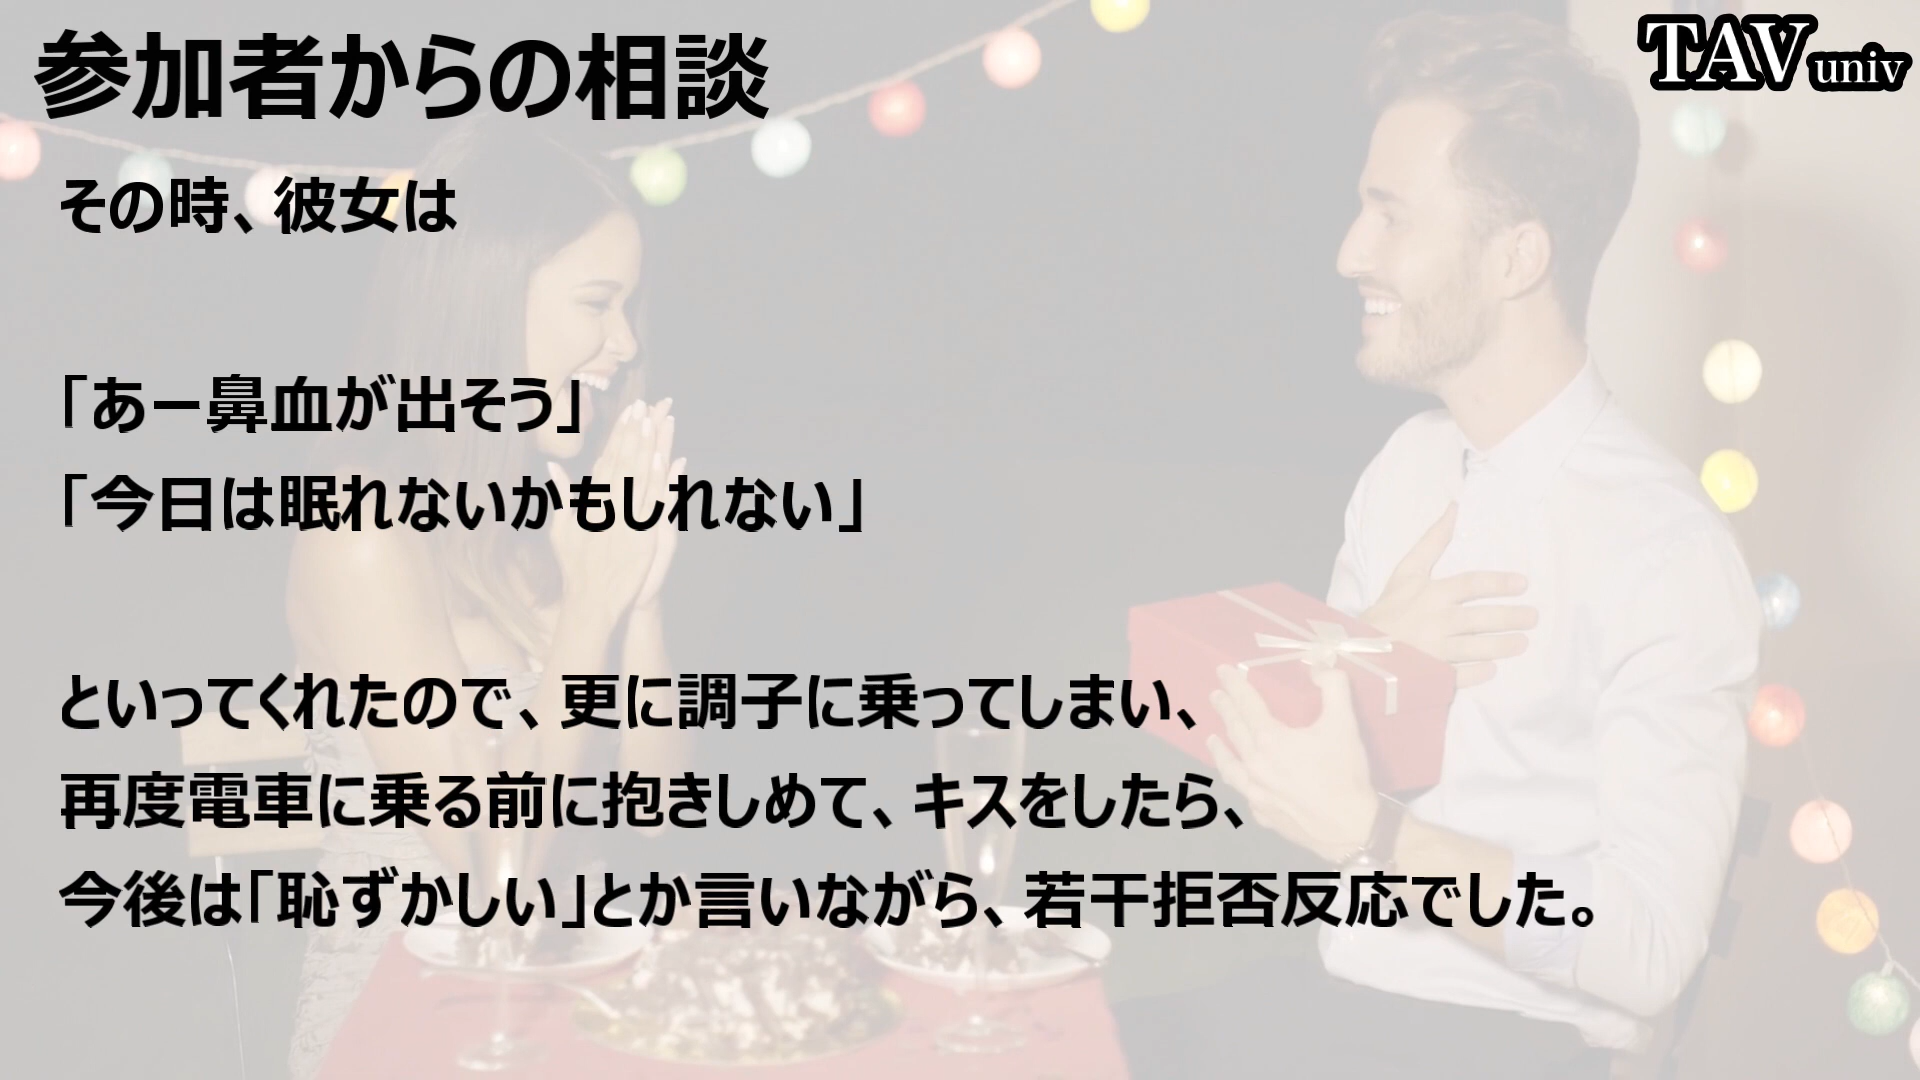 参加者からの相談
TAV univ
その時、彼女は
「あー鼻血が出そう」
「今日は眠れないかもしれない」
といってくれたので、更に調子に乗ってしまい、
再度電車に乗る前に抱きしめて、キスをしたら、
今後は「恥ずかしい」とか言いながら、若干拒否反応でした。